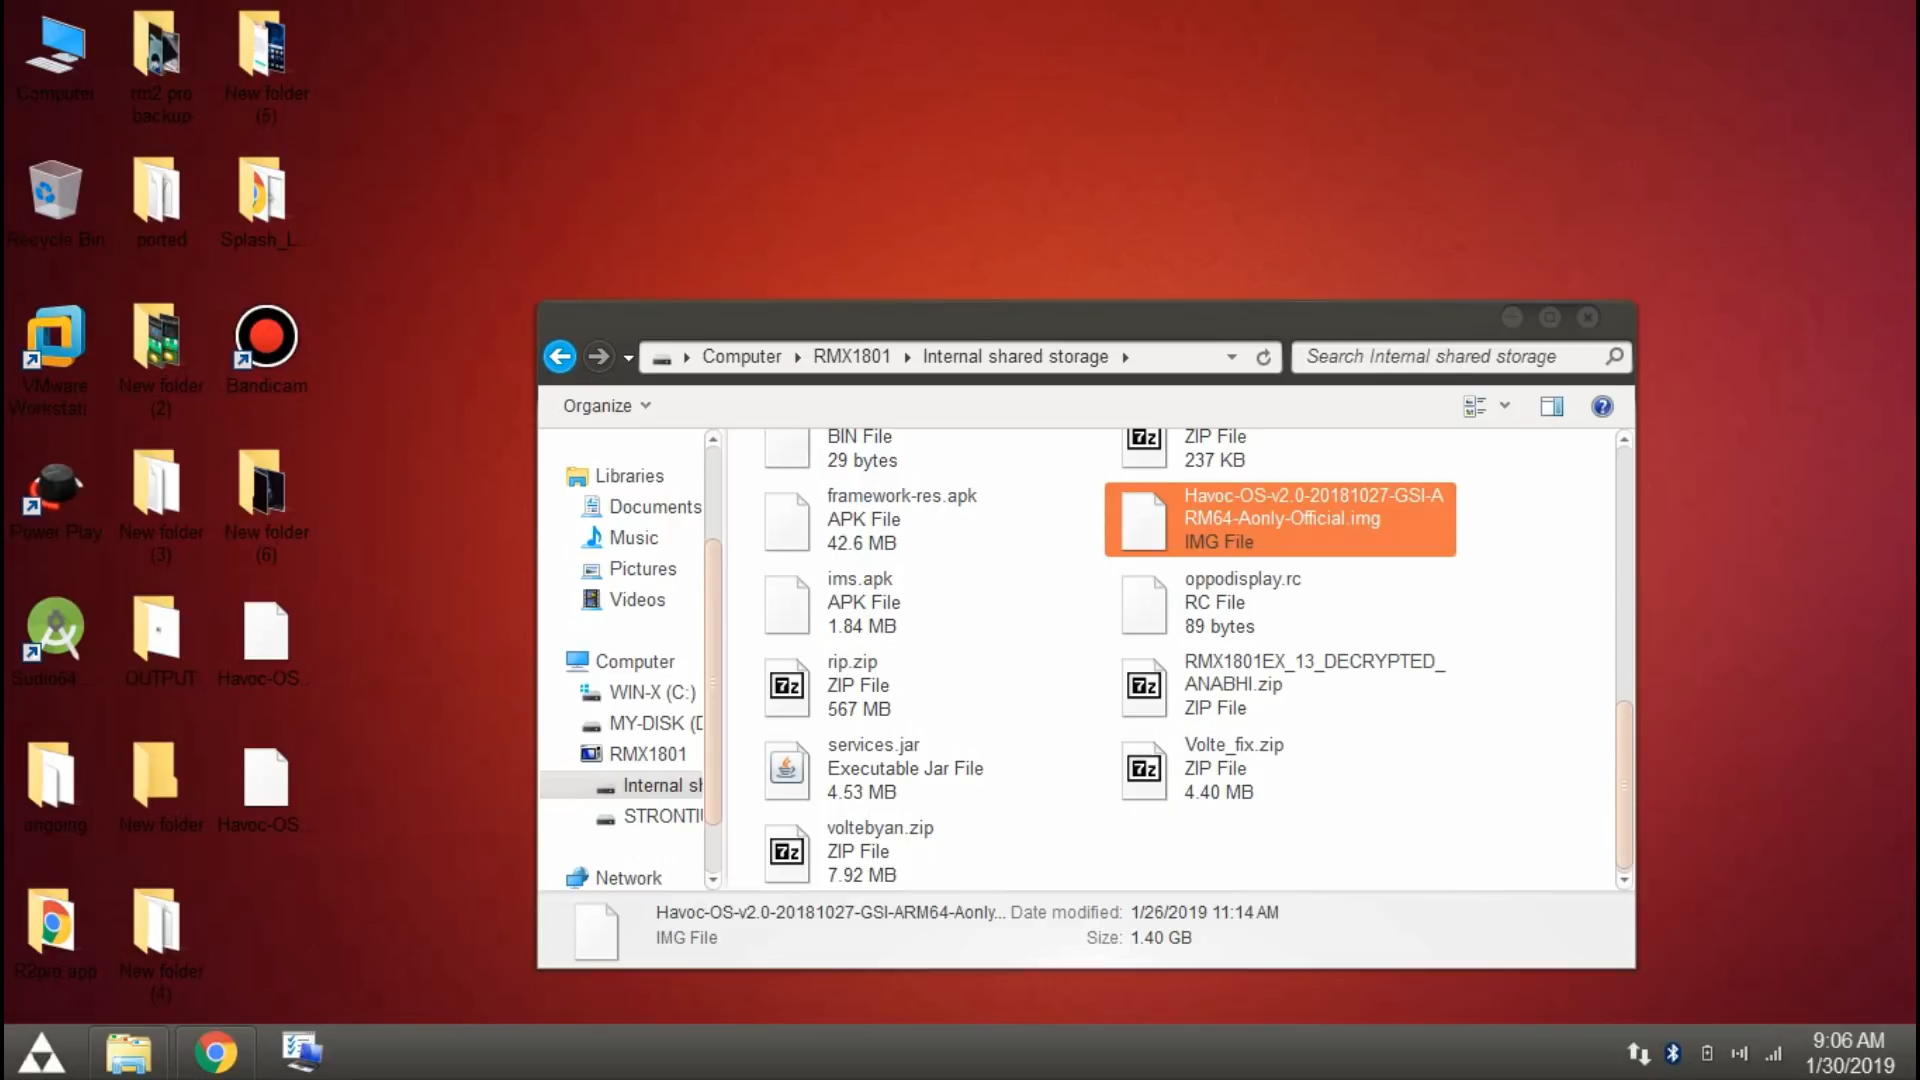 Computer
rm2 pro
backup
New folder
(5)
Recycle Bin
ported
Splash_L...
VMware
Workstati...
New folder
(2)
Bandicam
Power Play
New folder
(3)
New folder
(6)
Sudio64...
OUTPUT
Havoc-OS...
ongoing
New folder
Havoc-OS...
R2pro app
New folder
(4)
Computer
RMX1801
Internal shared storage
Search Internal shared storage
Organize
Libraries
Documents
Music
Pictures
Videos
Computer
WIN-X (C:)
MY-DISK (D
RMX1801
Internal sh
STRONTI
Network
BIN File
29 bytes
ZIP File
237 KB
framework-res.apk
APK File
42.6 MB
Havoc-OS-v2.0-20181027-GSI-A
RM64-Aonly-Official.img
IMG File
ims.apk
APK File
1.84 MB
oppodisplay.rc
RC File
89 bytes
rip.zip
ZIP File
567 MB
RMX1801EX_13_DECRYPTED_
ANABHI.zip
ZIP File
services.jar
Executable Jar File
4.53 MB
Volte_fix.zip
ZIP File
4.40 MB
voltebyan.zip
ZIP File
7.92 MB
Havoc-OS-v2.0-20181027-GSI-ARM64-Aonly... Date modified: 1/26/2019 11:14 AM
IMG File Size: 1.40 GB
9:06 AM
1/30/2019